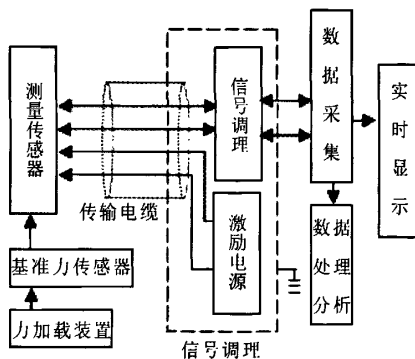 测量传感器
传输电缆
信号调理
激励电源
数据采集
实时显示
数据
处理
分析
基准力传感器
力加载装置
信号调理